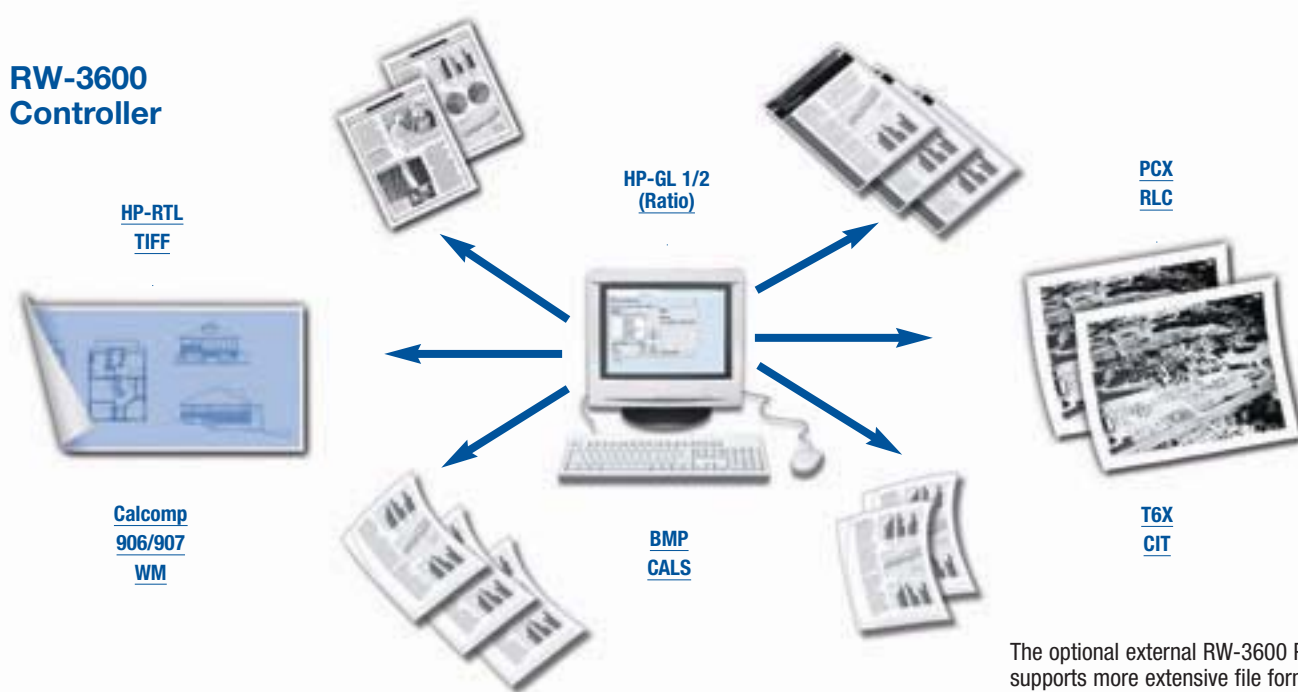 RW-3600
Controller
HP-GL 1/2
(Ratio)
PCX
RLC
HP-RTL
TIFF
Calcomp
906/907
WM
BMP
CALS
T6X
CIT
The optional external RW-3600
supports more extensive file